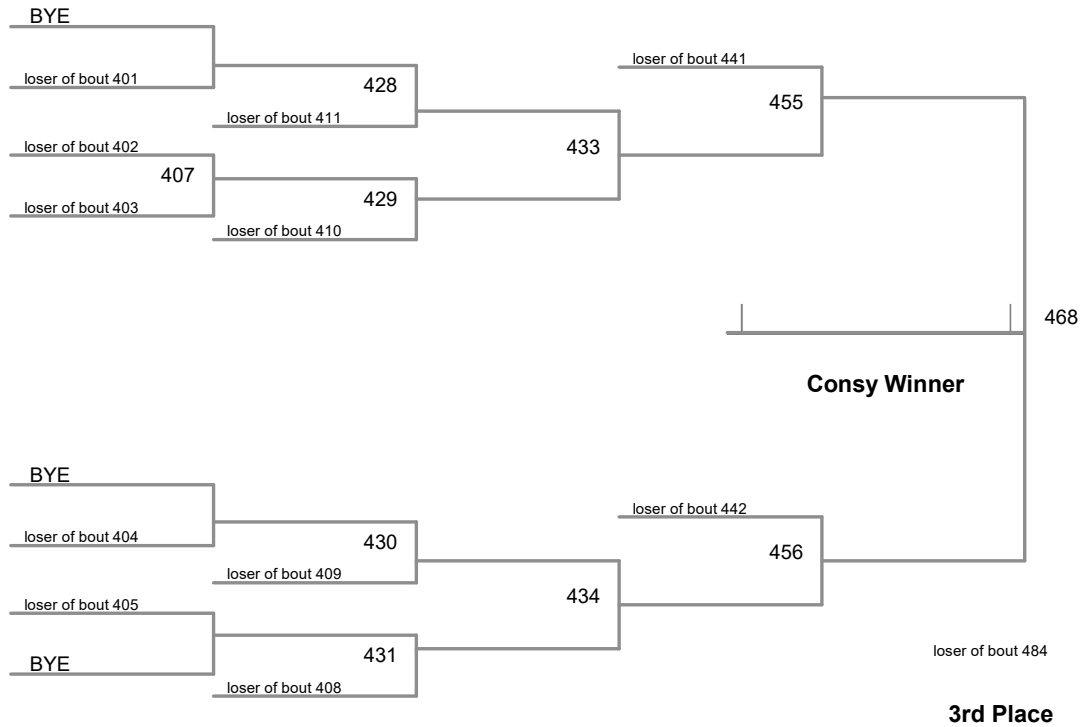 BYE
loser of bout 441
loser of bout 401
428
455
loser of bout 411
loser of bout 402
433
407
429
loser of bout 403
loser of bout 410
468
Consy Winner
BYE
loser of bout 442
loser of bout 404
430
456
loser of bout 409
434
loser of bout 405
431
loser of bout 484
BYE
loser of bout 408
3rd Place